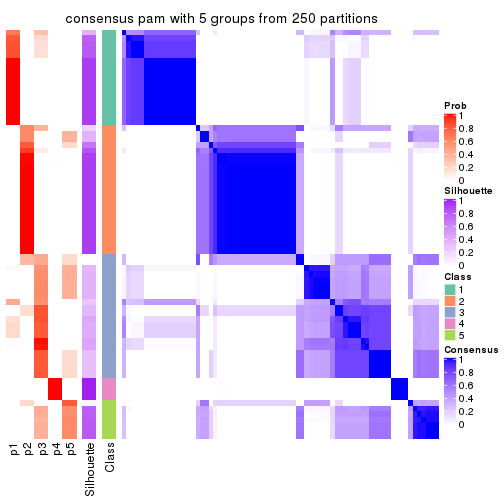 consensus pam with 5 groups from 250 partitions
Prob
1
0.8
0.6
0.4
0.2
0
Silhouette
1
0.8
0.6
0.4
0.2
0
Class
1
2
3
4
5
Consensus
1
0.8
0.6
0.4
0.2
0
p1
p2
p3
p4
p5
Silhouette
Class